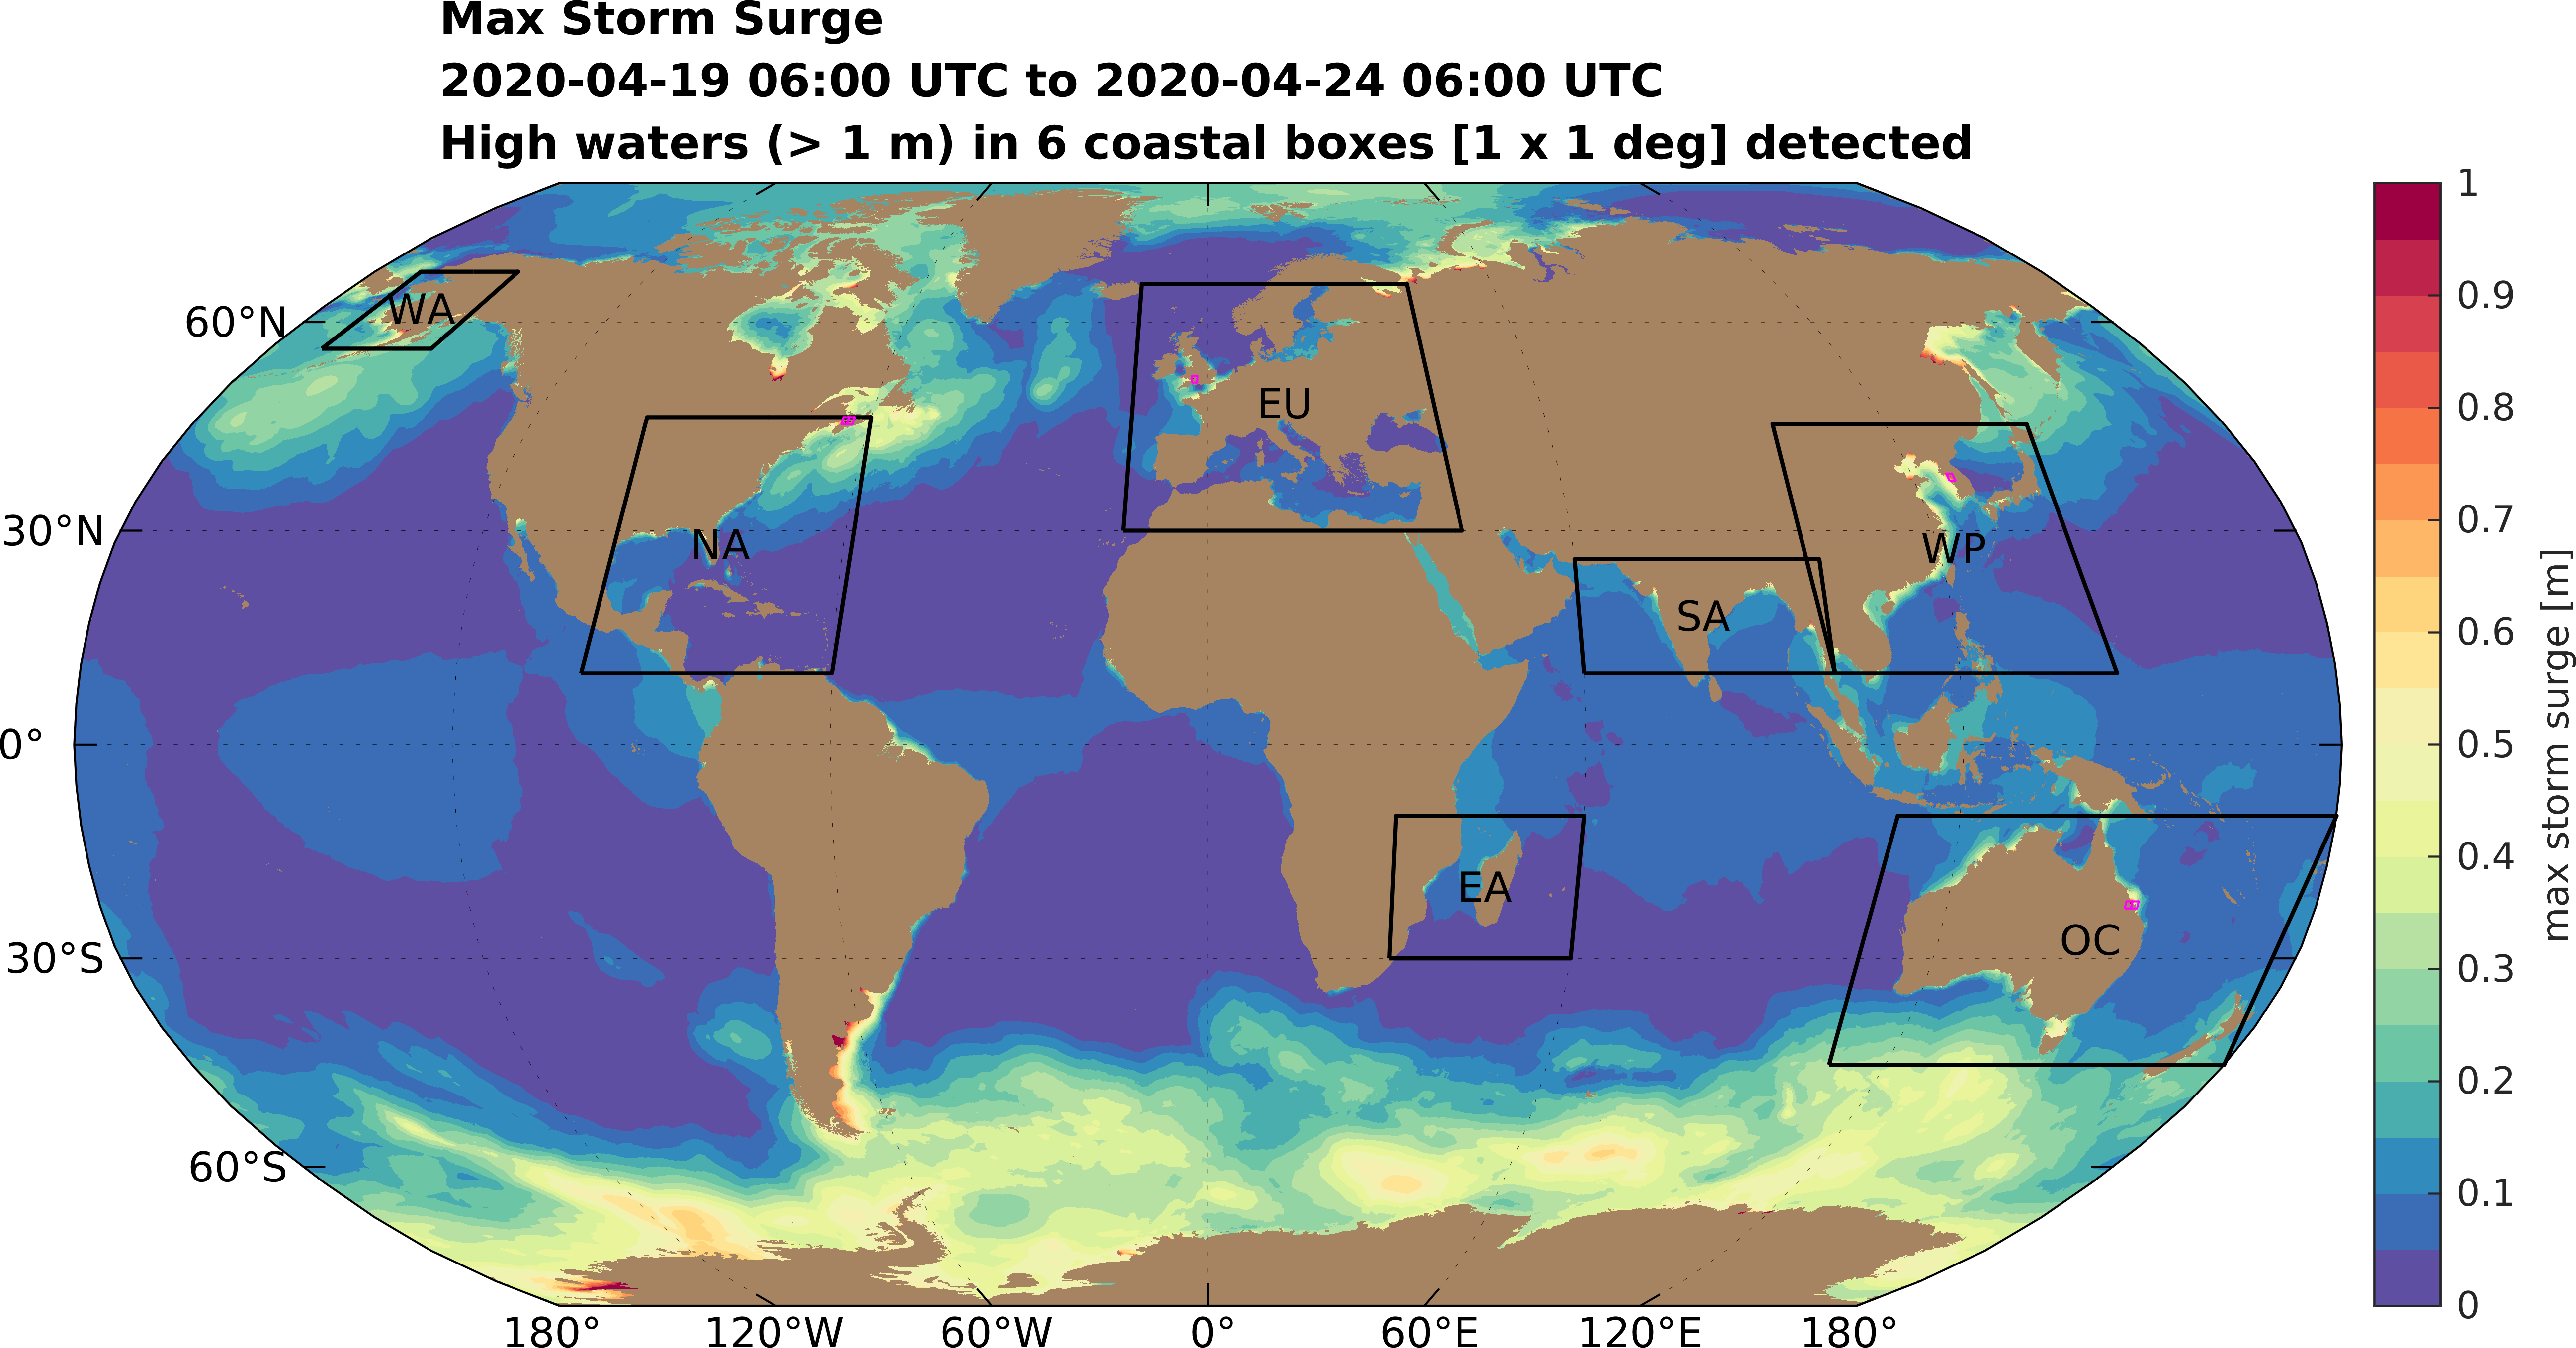 Max Storm Surge
2020-04-19 06:00 UTC to 2020-04-24 06:00 UTC
High waters (> 1 m) in 6 coastal boxes [1 x 1 deg] detected
60°N
30°N
0°
30°S
60°S
WA
EU
NA
WP
SA
EA
OC
180°
120°W
60°W
0°
60°E
120°E
180°
1
0.9
0.8
0.7
0.6
0.5
0.4
0.3
0.2
0.1
0
max storm surge [m]